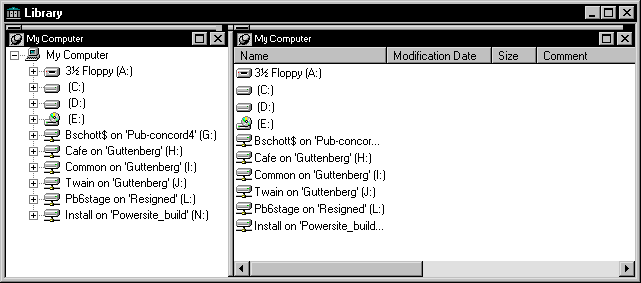 Library
My Computer
My Computer
3½ Floppy (A:)
(C:)
(D:)
(E:)
Bschott$ on 'Pub-concord4' (G:)
Cafe on 'Guttenberg' (H:)
Common on 'Guttenberg' (I:)
Twain on 'Guttenberg' (J:)
Pb6stage on 'Resigned' (L:)
Install on 'Powersite_build' (N:)
My Computer
Name Modification Date Size Comment
3½ Floppy (A:)
(C:)
(D:)
(E:)
Bschott$ on 'Pub-concor...
Cafe on 'Guttenberg' (H:)
Common on 'Guttenberg' (I:)
Twain on 'Guttenberg' (J:)
Pb6stage on 'Resigned' (L:)
Install on 'Powersite_build...